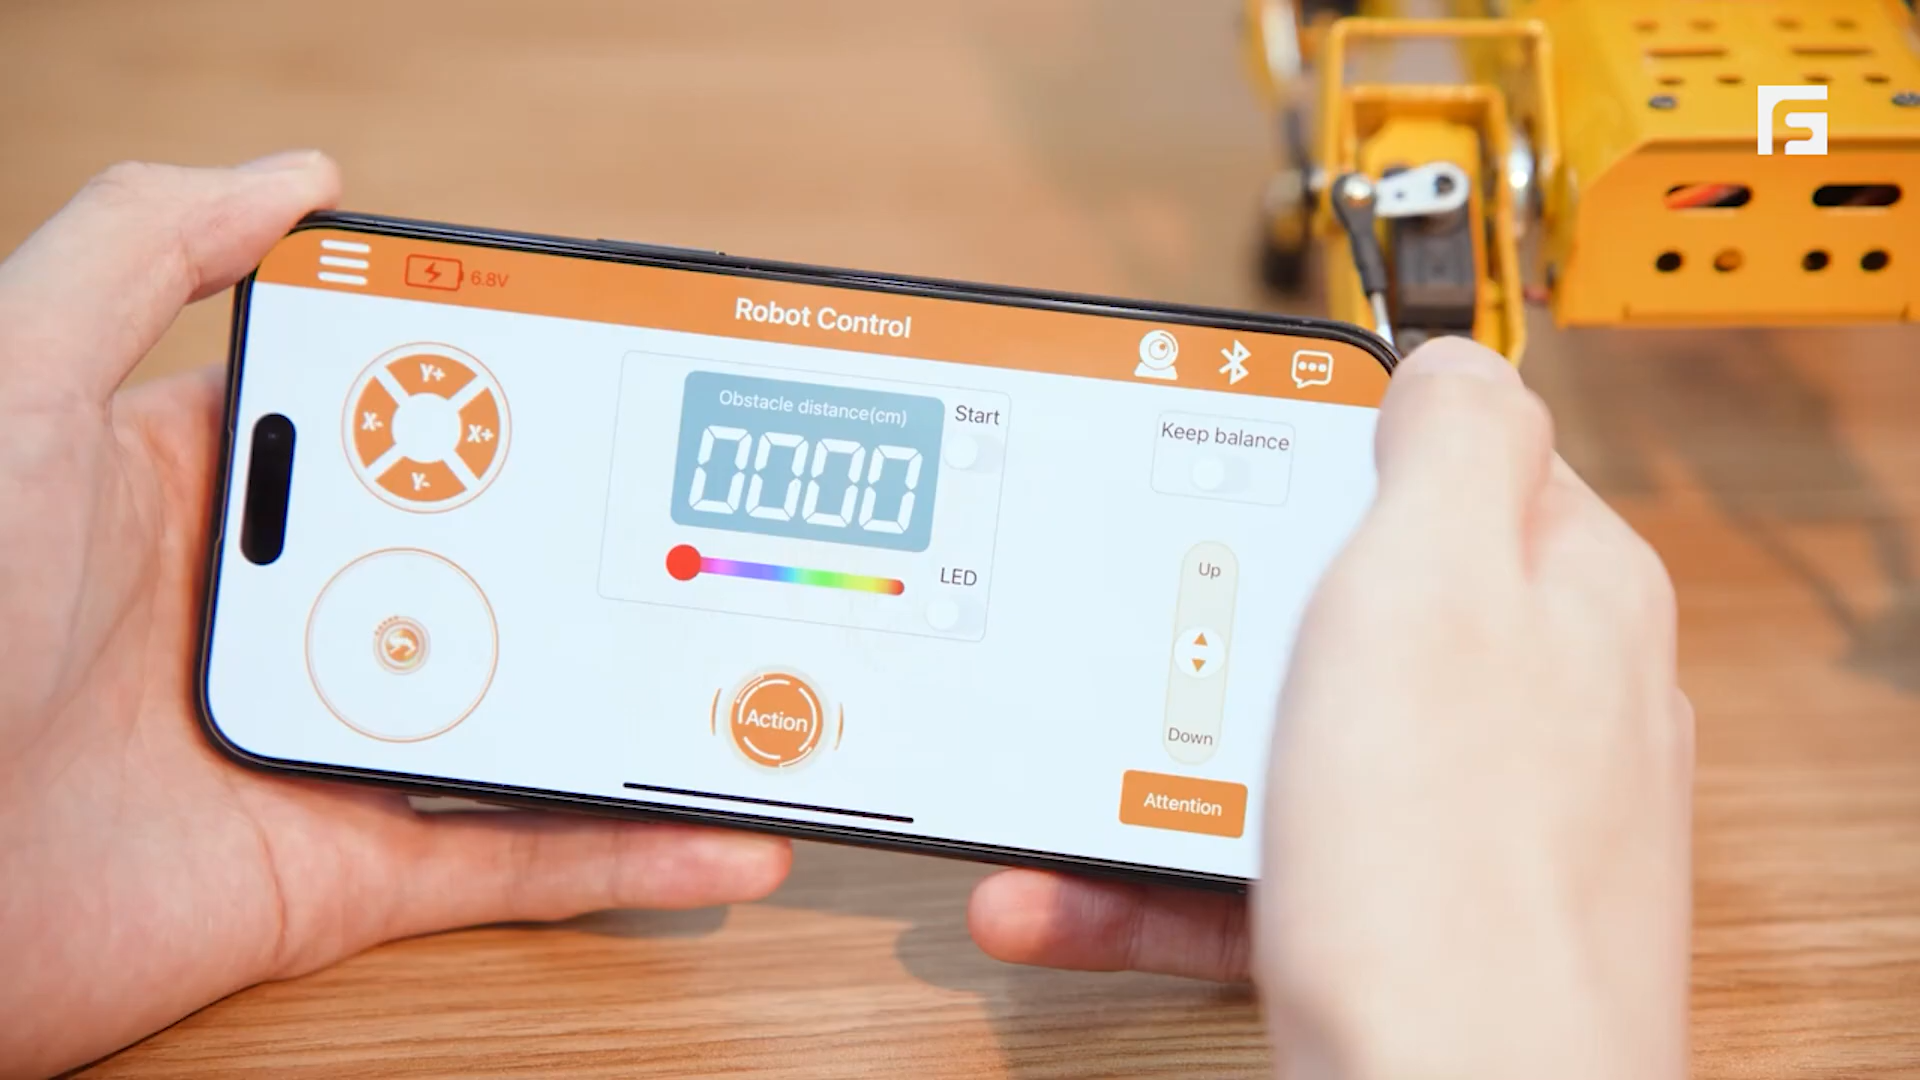 6.8V
Robot Control
Y+
X-
X+
Y-
Obstacle distance(cm)
0000
Start
LED
Keep balance
Up
Down
Action
Attention